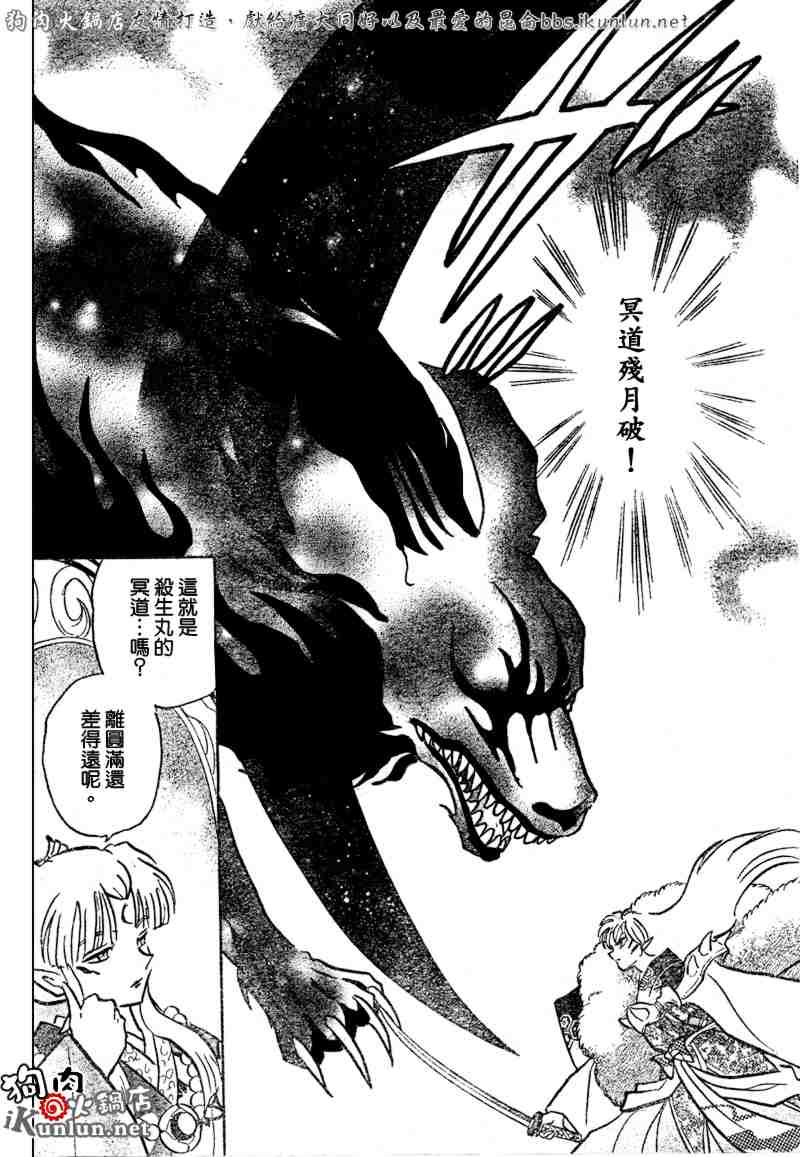 狗肉火鍋店友情打造、獻給廣大同好以及最愛的昆侖bbs.ikunlun.net
冥道殘月破！
這就是
殺生丸的
冥道…嗎？
離圓滿還
差得遠呢。
狗肉
火鍋店
iKunlun.net